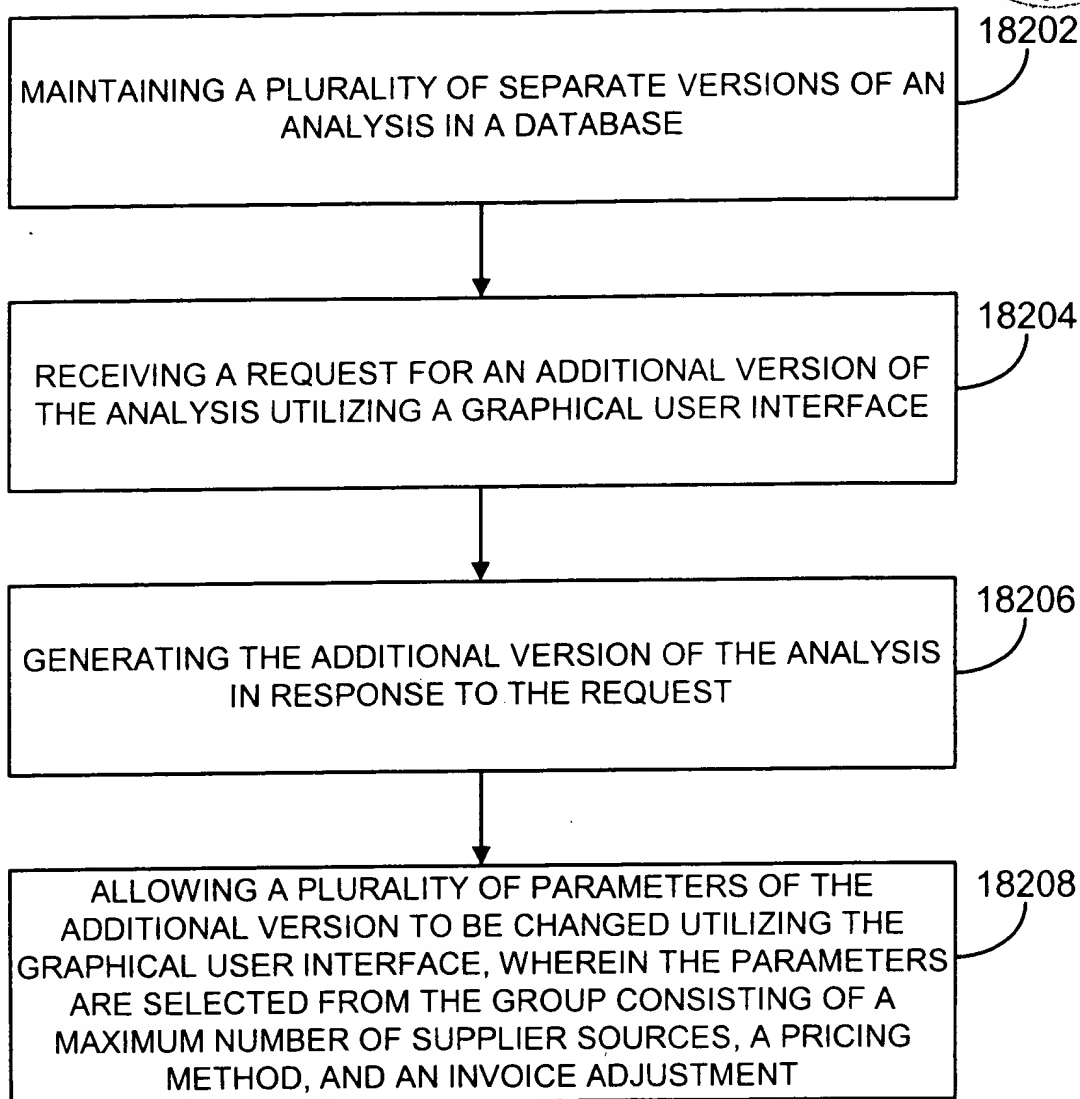 18202
MAINTAINING A PLURALITY OF SEPARATE VERSIONS OF AN
ANALYSIS IN A DATABASE
18204
RECEIVING A REQUEST FOR AN ADDITIONAL VERSION OF
THE ANALYSIS UTILIZING A GRAPHICAL USER INTERFACE
18206
GENERATING THE ADDITIONAL VERSION OF THE ANALYSIS
IN RESPONSE TO THE REQUEST
18208
ALLOWING A PLURALITY OF PARAMETERS OF THE
ADDITIONAL VERSION TO BE CHANGED UTILIZING THE
GRAPHICAL USER INTERFACE, WHEREIN THE PARAMETERS
ARE SELECTED FROM THE GROUP CONSISTING OF A
MAXIMUM NUMBER OF SUPPLIER SOURCES, A PRICING
METHOD, AND AN INVOICE ADJUSTMENT